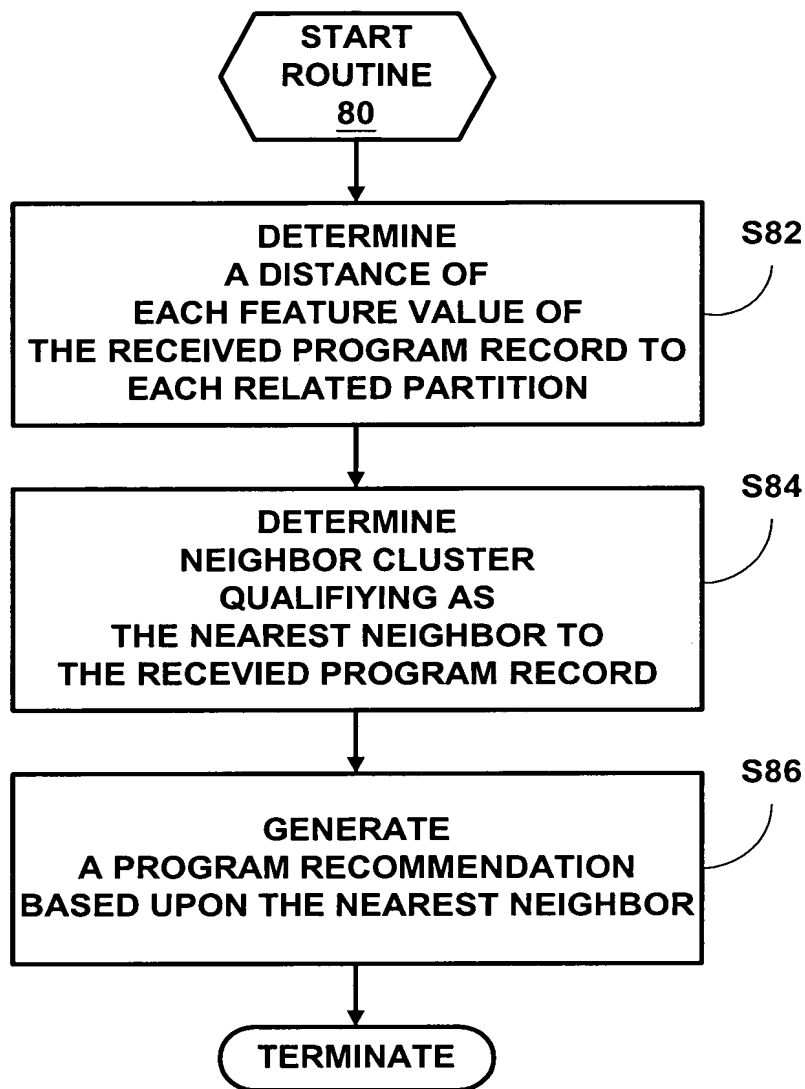 START
ROUTINE
80
DETERMINE
A DISTANCE OF
EACH FEATURE VALUE OF
THE RECEIVED PROGRAM RECORD TO
EACH RELATED PARTITION
S82
DETERMINE
NEIGHBOR CLUSTER
QUALIFIYING AS
THE NEAREST NEIGHBOR TO
THE RECEVIED PROGRAM RECORD
S84
GENERATE
A PROGRAM RECOMMENDATION
BASED UPON THE NEAREST NEIGHBOR
S86
TERMINATE